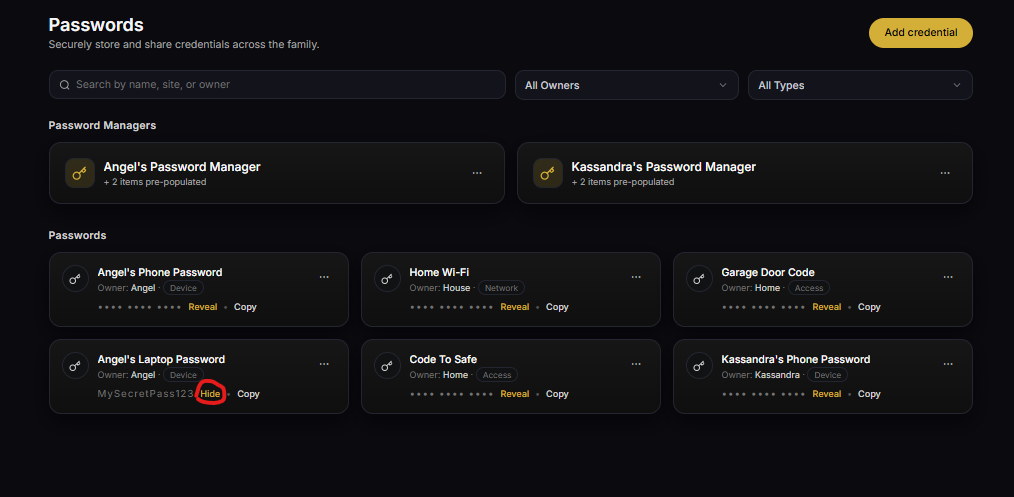 Passwords
Securely store and share credentials across the family.
Add credential
Search by name, site, or owner
All Owners
All Types
Password Managers
Angel's Password Manager
+ 2 items pre-populated
...
Kassandra's Password Manager
+ 2 items pre-populated
...
Passwords
Angel's Phone Password
...
Owner: Angel · Device
•••• •••• •••• Reveal • Copy
Home Wi-Fi
...
Owner: House · Network
•••• •••• •••• Reveal • Copy
Garage Door Code
...
Owner: Home · Access
•••• •••• •••• Reveal • Copy
Angel's Laptop Password
...
Owner: Angel · Device
MySecretPass123 Hide • Copy
Code To Safe
...
Owner: Home · Access
•••• •••• •••• Reveal • Copy
Kassandra's Phone Password
...
Owner: Kassandra · Device
•••• •••• •••• Reveal • Copy